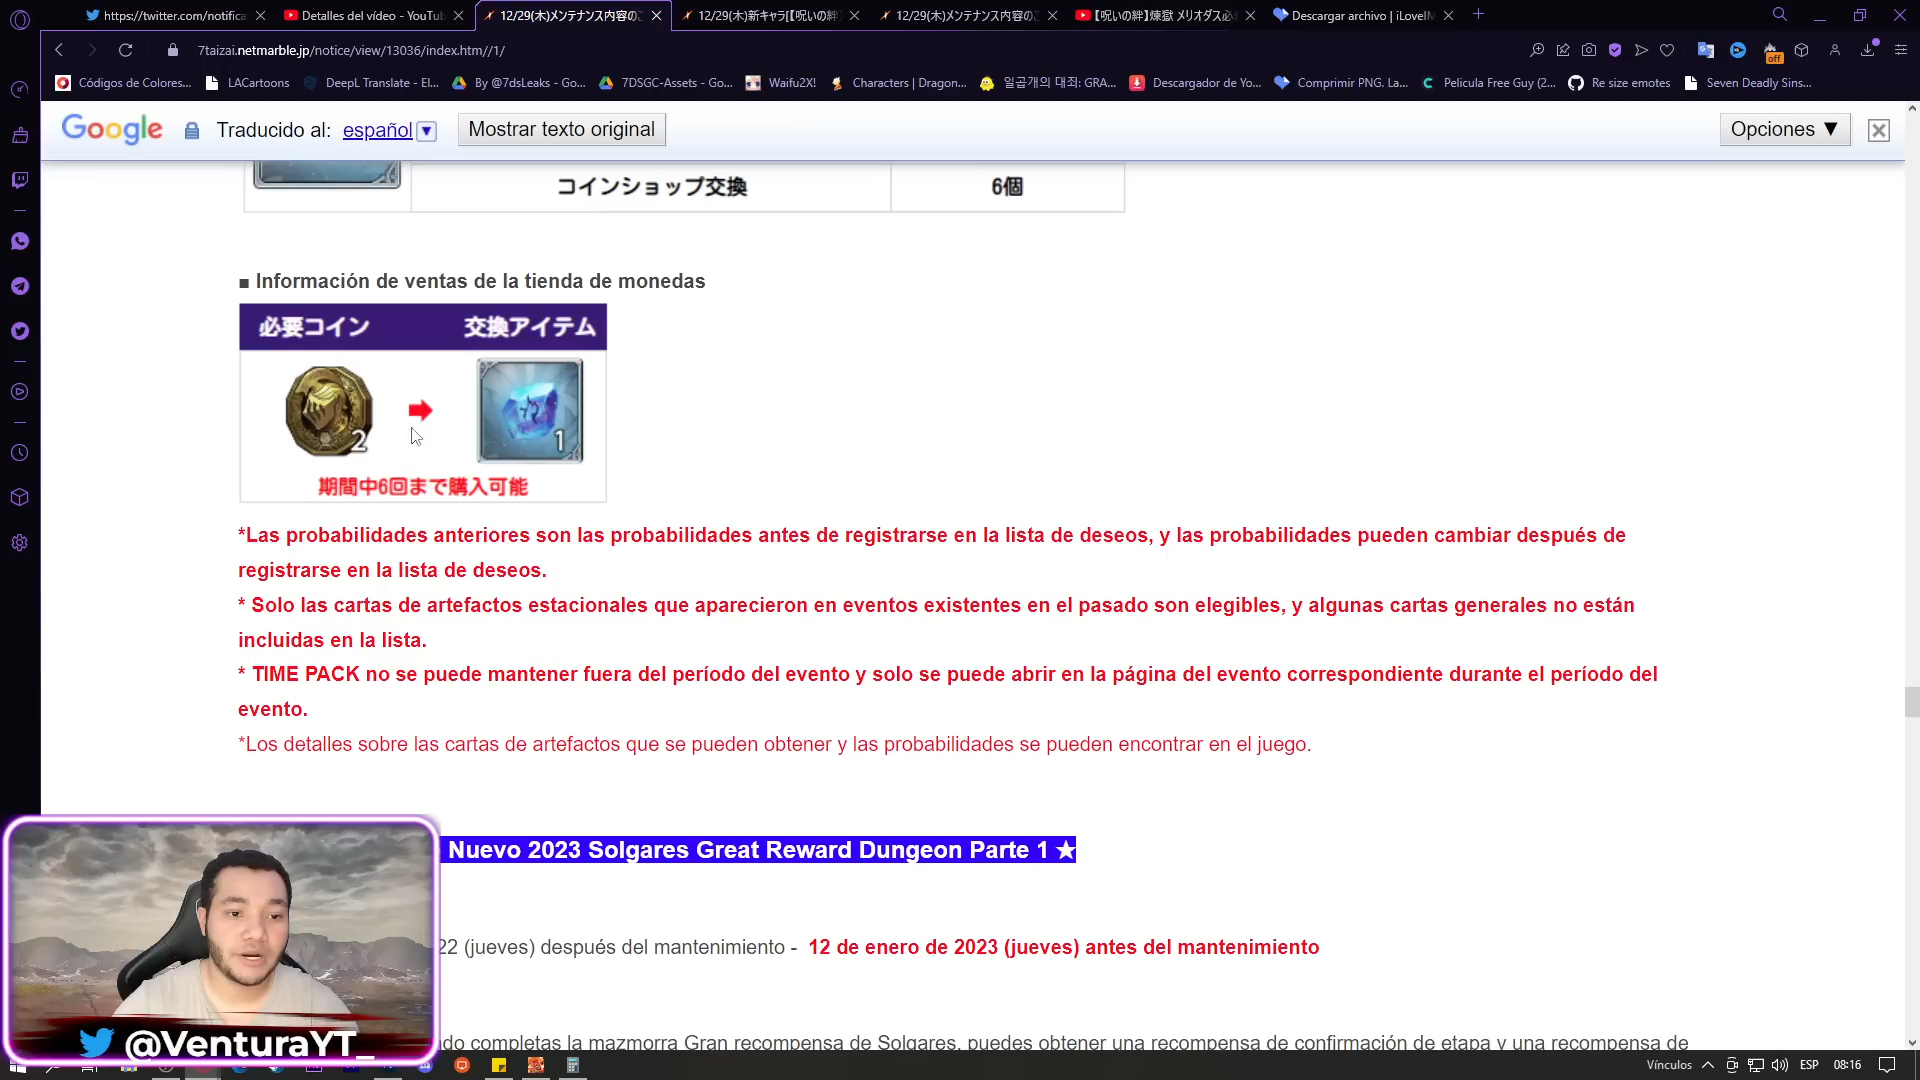 https://twitter.com/notifica
Detalles del vídeo - YouTub
12/29(木)メンテナンス内容のご
12/29(木)新キャラ[【呪いの絆】
12/29(木)メンテナンス内容のご
【呪いの絆】煉獄 メリオダス必
Descargar archivo | iLoveIM
7taizai.netmarble.jp/notice/view/13036/index.htm//1/
off
Códigos de Colores...
LACartoons
DeepL Translate - El...
By @7dsLeaks - Go...
7DSGC-Assets - Go...
Waifu2X!
Characters | Dragon...
일곱개의 대죄: GRA...
Descargador de Yo...
Comprimir PNG. La...
Pelicula Free Guy (2...
Re size emotes
Seven Deadly Sins...
Google
Traducido al: español
Mostrar texto original
Opciones ▼
コインショップ交換
6個
■ Información de ventas de la tienda de monedas
必要コイン
交換アイテム
2
1
期間中6回まで購入可能
*Las probabilidades anteriores son las probabilidades antes de registrarse en la lista de deseos, y las probabilidades pueden cambiar después de
registrarse en la lista de deseos.
* Solo las cartas de artefactos estacionales que aparecieron en eventos existentes en el pasado son elegibles, y algunas cartas generales no están
incluidas en la lista.
* TIME PACK no se puede mantener fuera del período del evento y solo se puede abrir en la página del evento correspondiente durante el período del
evento.
*Los detalles sobre las cartas de artefactos que se pueden obtener y las probabilidades se pueden encontrar en el juego.
Nuevo 2023 Solgares Great Reward Dungeon Parte 1 ★
22 (jueves) después del mantenimiento - 12 de enero de 2023 (jueves) antes del mantenimiento
do completas la mazmorra Gran recompensa de Solgares, puedes obtener una recompensa de confirmación de etapa y una recompensa de
@VenturaYT_
Vínculos
ESP
08:16